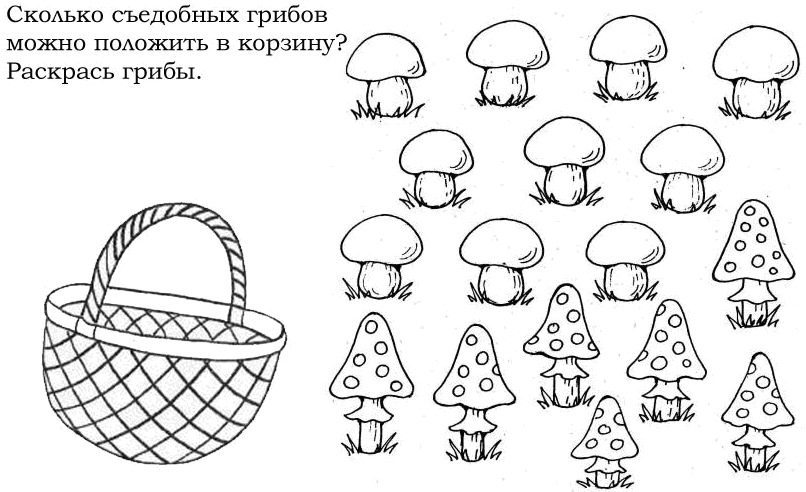 Сколько съедобных грибов
можно положить в корзину?
Раскрась грибы.